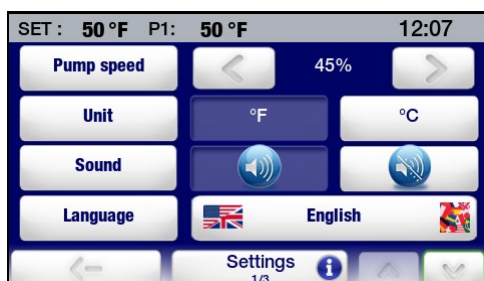 SET : 50 °F P1: 50 °F 12:07
Pump speed 45%
Unit °F °C
Sound
Language English
Settings
1/3